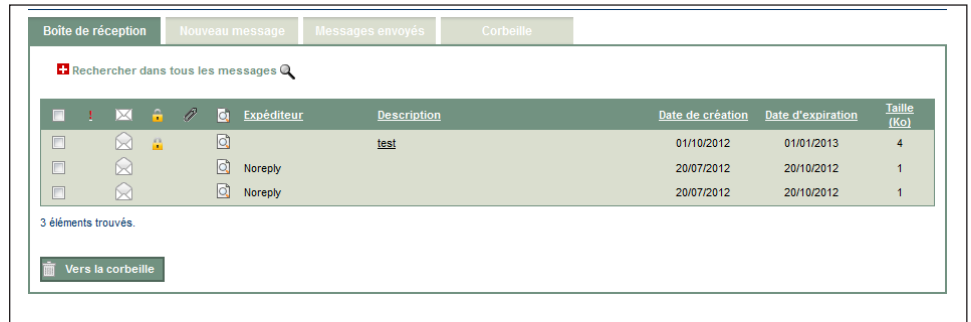 Boîte de réception Nouveau message Messages envoyés Corbeille
Rechercher dans tous les messages
! Expéditeur Description Date de création Date d'expiration Taille (Ko)
test 01/10/2012 01/01/2013 4
Noreply 20/07/2012 20/10/2012 1
Noreply 20/07/2012 20/10/2012 1
3 éléments trouvés.
Vers la corbeille